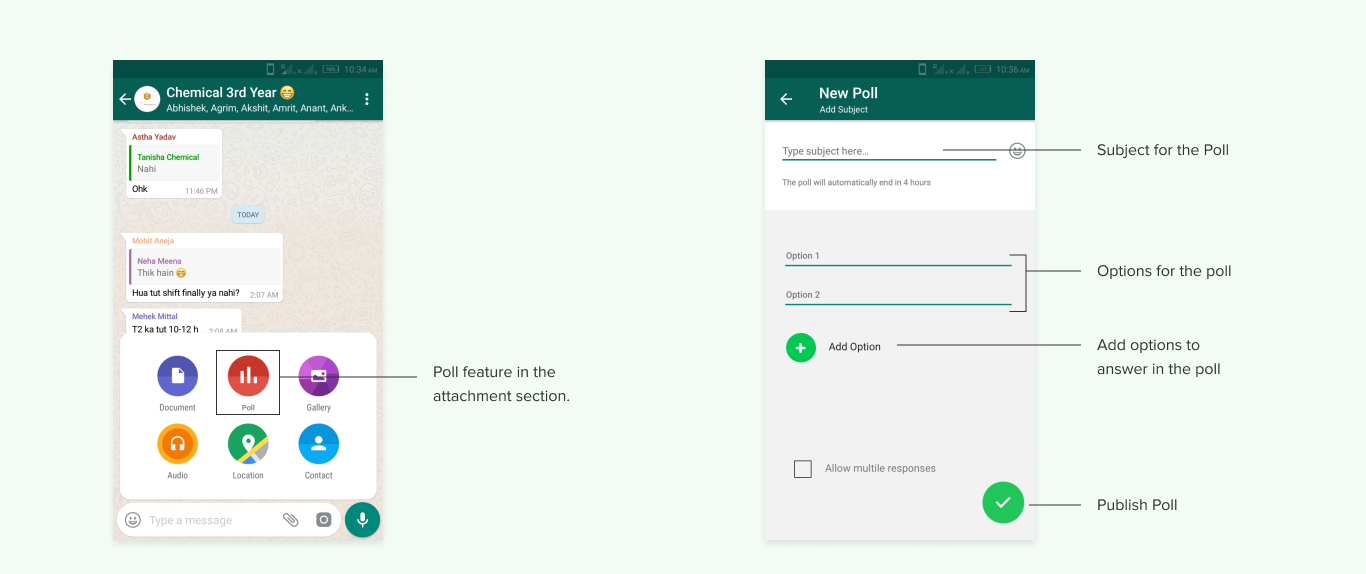 10:34 AM
Chemical 3rd Year 😁
Abhishek, Agrim, Akshit, Amrit, Anant, Ank...
Astha Yadav
Tanisha Chemical
Nahi
Ohk
11:46 PM
TODAY
Mohit Aneja
Neha Meena
Thik hain 😁
Hua tut shift finally ya nahi?
2:07 AM
Mehek Mittal
T2 ka tut 10-12 h
2:08 AM
Document
Poll
Gallery
Audio
Location
Contact
Type a message
Poll feature in the
attachment section.
10:36 AM
New Poll
Add Subject
Type subject here...
The poll will automatically end in 4 hours
Option 1
Option 2
Add Option
Allow multile responses
Subject for the Poll
Options for the poll
Add options to
answer in the poll
Publish Poll